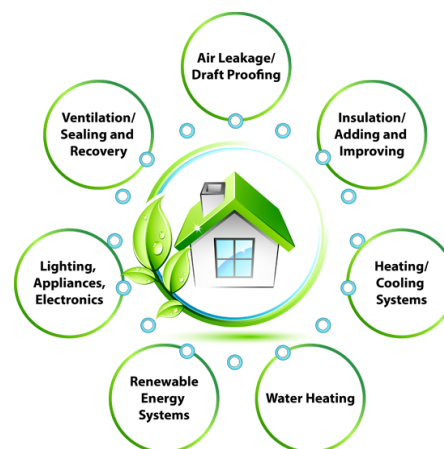 Air Leakage/
Draft Proofing
Insulation/
Adding and
Improving
Heating/
Cooling
Systems
Water Heating
Renewable
Energy
Systems
Lighting,
Appliances,
Electronics
Ventilation/
Sealing and
Recovery